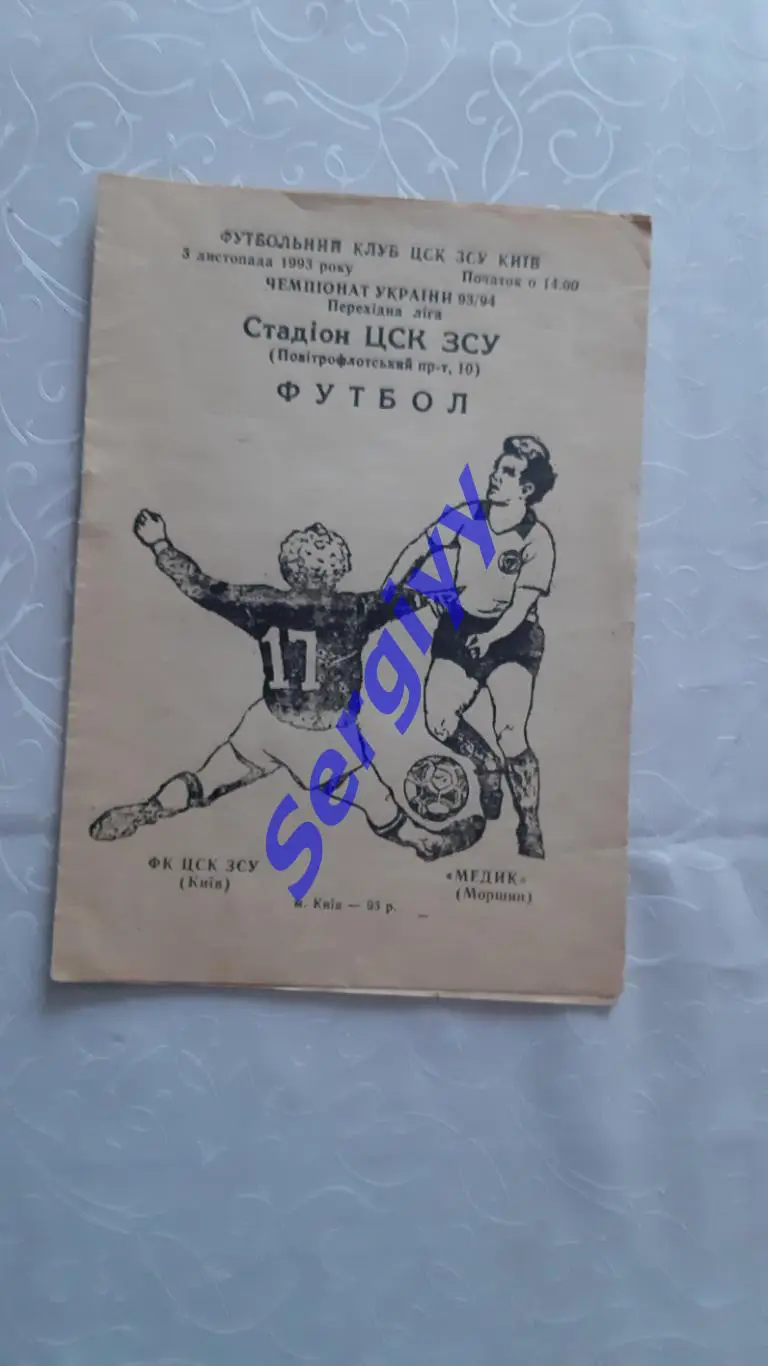 ФУТБОЛЬНИЙ КЛУБ ЦСК ЗСУ КИЇВ
3 листопада 1993 року Початок о 14.00
ЧЕМПІОНАТ УКРАЇНИ 93/94
Перехідна ліга
Стадіон ЦСК ЗСУ
(Повітрофлотський пр-т, 10)
ФУТБОЛ
17
Sergiyy
ФК ЦСК ЗСУ
(Київ)
«МЕДИК»
(Моршин)
м. Київ — 93 р.